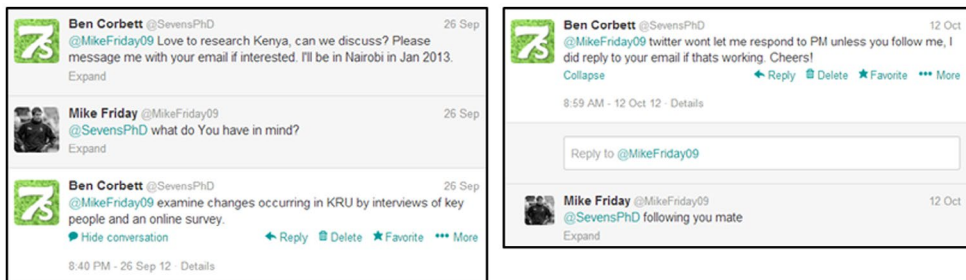 Ben Corbett @SevensPhD 26 Sep
@MikeFriday09 Love to research Kenya, can we discuss? Please
message me with your email if interested. I'll be in Nairobi in Jan 2013.
Expand
Mike Friday @MikeFriday09 26 Sep
@SevensPhD what do You have in mind?
Expand
Ben Corbett @SevensPhD 26 Sep
@MikeFriday09 examine changes occurring in KRU by interviews of key
people and an online survey.
Hide conversation Reply Delete Favorite More
8:40 PM - 26 Sep 12 · Details
Ben Corbett @SevensPhD 12 Oct
@MikeFriday09 twitter wont let me respond to PM unless you follow me, I
did reply to your email if thats working. Cheers!
Collapse Reply Delete Favorite More
8:59 AM - 12 Oct 12 · Details
Reply to @MikeFriday09
Mike Friday @MikeFriday09 12 Oct
@SevensPhD following you mate
Expand